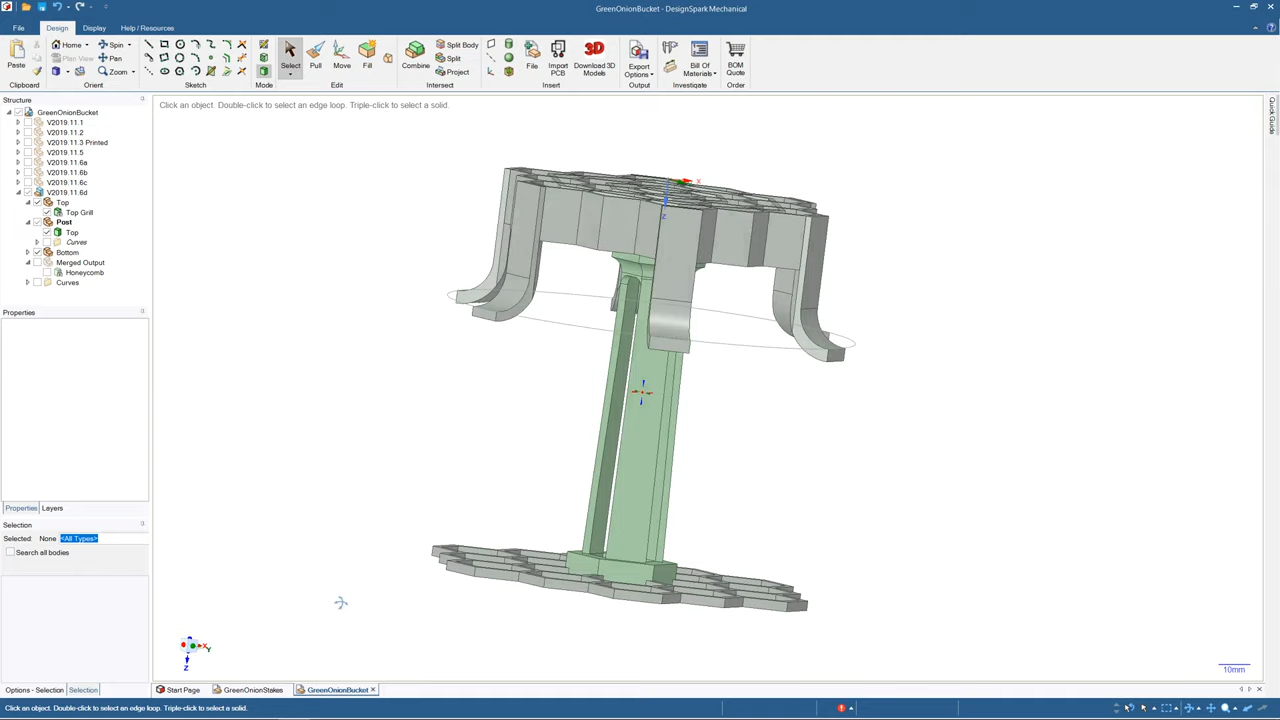 GreenOnionBucket - DesignSpark Mechanical
File Design Display Help / Resources
Paste
Clipboard
Home Spin
Plan View Pan
Zoom
Orient
Sketch
Mode
Select Pull Move Fill
Edit
Combine
Split Body
Split
Project
Intersect
File
Import PCB
3D
Download 3D Models
Insert
Export Options
Output
Bill Of Materials
Investigate
BOM Quote
Order
Structure
GreenOnionBucket
V2019.11.1
V2019.11.2
V2019.11.3 Printed
V2019.11.5
V2019.11.6a
V2019.11.6b
V2019.11.6c
V2019.11.6d
Top
Top Grill
Post
Top
Curves
Bottom
Merged Output
Honeycomb
Curves
Properties
Properties Layers
Selection
Selected: None <All Types>
Search all bodies
Options - Selection Selection
Click an object. Double-click to select an edge loop. Triple-click to select a solid.
X
Z
X
Y
Z
10mm
Quick Guide
Start Page GreenOnionStakes GreenOnionBucket
Click an object. Double-click to select an edge loop. Triple-click to select a solid.